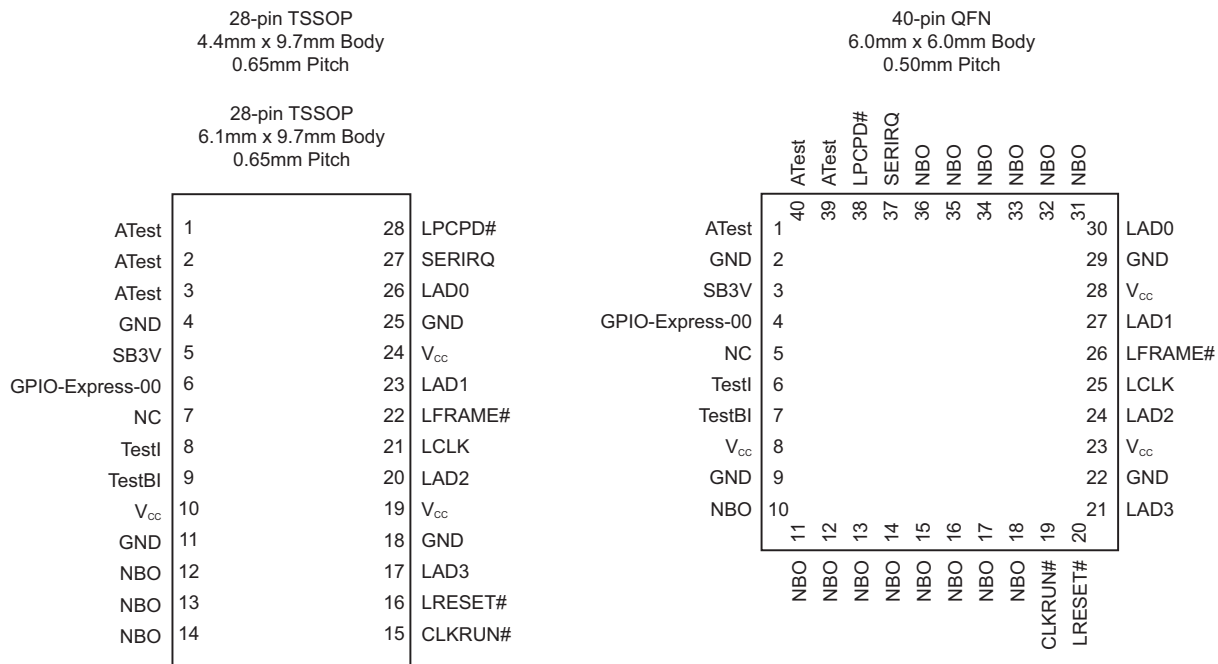 28-pin TSSOP
4.4mm x 9.7mm Body
0.65mm Pitch
28-pin TSSOP
6.1mm x 9.7mm Body
0.65mm Pitch
ATest 1 28 LPCPD#
ATest 2 27 SERIRQ
ATest 3 26 LAD0
GND 4 25 GND
SB3V 5 24 Vcc
GPIO-Express-00 6 23 LAD1
NC 7 22 LFRAME#
TestI 8 21 LCLK
TestBI 9 20 LAD2
Vcc 10 19 Vcc
GND 11 18 GND
NBO 12 17 LAD3
NBO 13 16 LRESET#
NBO 14 15 CLKRUN#
40-pin QFN
6.0mm x 6.0mm Body
0.50mm Pitch
ATest ATest LPCPD# SERIRQ NBO NBO NBO NBO NBO NBO
40 39 38 37 36 35 34 33 32 31
ATest 1 30 LAD0
GND 2 29 GND
SB3V 3 28 Vcc
GPIO-Express-00 4 27 LAD1
NC 5 26 LFRAME#
TestI 6 25 LCLK
TestBI 7 24 LAD2
Vcc 8 23 Vcc
GND 9 22 GND
NBO 10 21 LAD3
11 12 13 14 15 16 17 18 19 20
NBO NBO NBO NBO NBO NBO NBO NBO CLKRUN# LRESET#